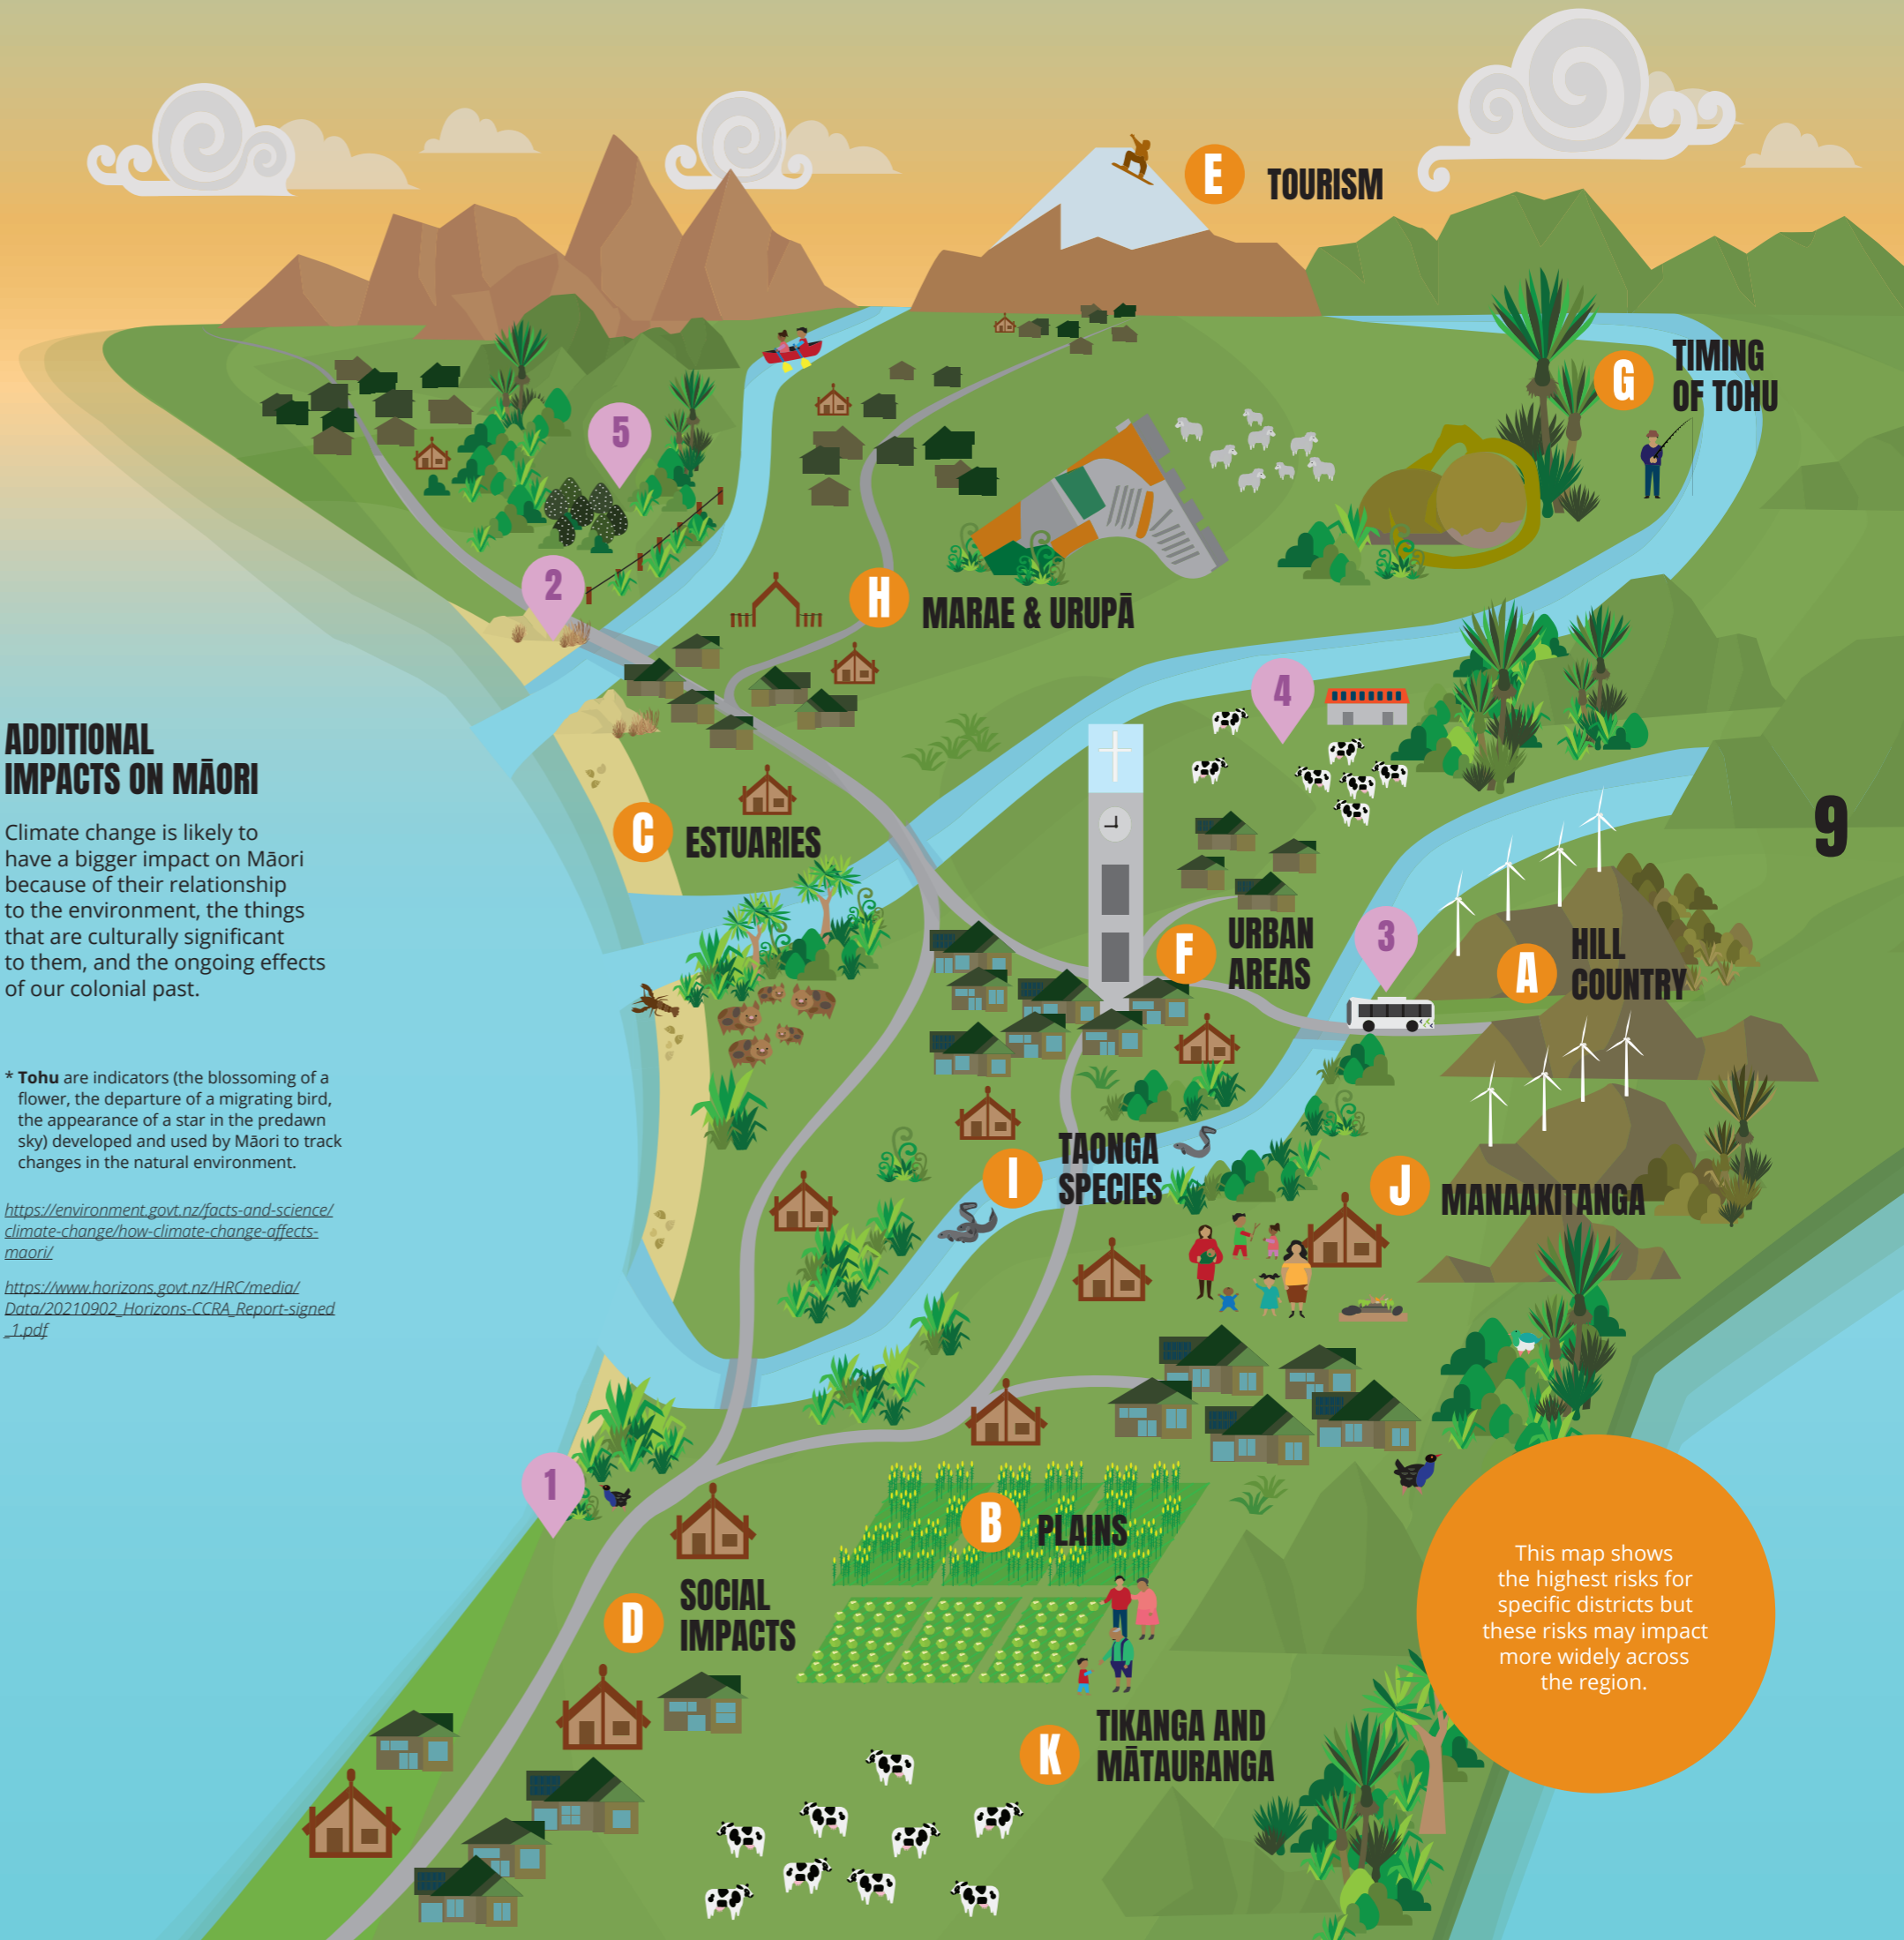 E
TOURISM
G
TIMING
OF TOHU
5
2
H
MARAE & URUPĀ
4
ADDITIONAL
IMPACTS ON MĀORI
Climate change is likely to
have a bigger impact on Māori
because of their relationship
to the environment, the things
that are culturally significant
to them, and the ongoing effects
of our colonial past.
* Tohu are indicators (the blossoming of a
flower, the departure of a migrating bird,
the appearance of a star in the predawn
sky) developed and used by Māori to track
changes in the natural environment.
https://environment.govt.nz/facts-and-science/
climate-change/how-climate-change-affects-
maori/
https://www.horizons.govt.nz/HRC/media/
Data/20210902_Horizons-CCRA_Report-signed
_1.pdf
C
ESTUARIES
9
F
URBAN
AREAS
3
A
HILL
COUNTRY
I
TAONGA
SPECIES
J
MANAAKITANGA
1
B
PLAINS
D
SOCIAL
IMPACTS
K
TIKANGA AND
MĀTAURANGA
This map shows
the highest risks for
specific districts but
these risks may impact
more widely across
the region.